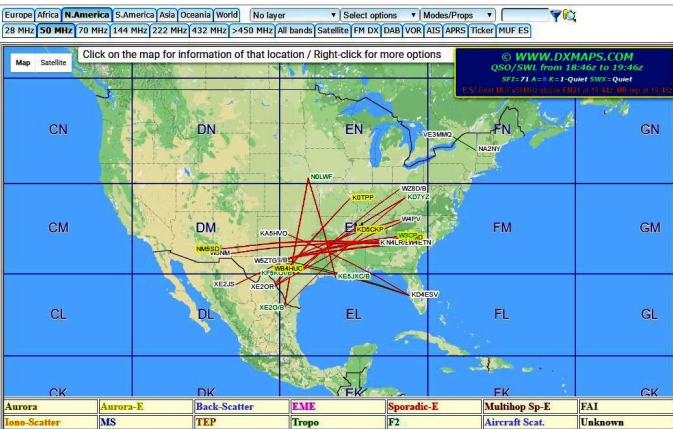 Europe Africa N.America S.America Asia Oceania World No layer Select options Modes/Props
28 MHz 50 MHz 70 MHz 144 MHz 222 MHz 432 MHz >450 MHz All bands Satellite FM DX DAB VOR AIS APRS Ticker MUF ES
Map Satellite
Click on the map for information of that location / Right-click for more options
© WWW.DXMAPS.COM
QSO/SWL from 18:46z to 19:46z
SFI=71 A=8 K=1-Quiet SWX=Quiet
CN DN EN FN GN
VE3MMQ
NA2NY
N0LWF
K0TPP
WZ8D/B
KD7YZ
W4PV
CM DM EM FM GM
KD5CKP
KA5HVO
NM5SD
W5ZTG/B
WB4HUC
KE5JXC/B
XE2JS
XE2OR
KD4ESV
XE2O/B
CL DL EL FL GL
CK DK EK FK GK
Aurora Aurora-E Back-Scatter EME Sporadic-E Multihop Sp-E FAI
Iono-Scatter MS TEP Tropo F2 Aircraft Scat. Unknown